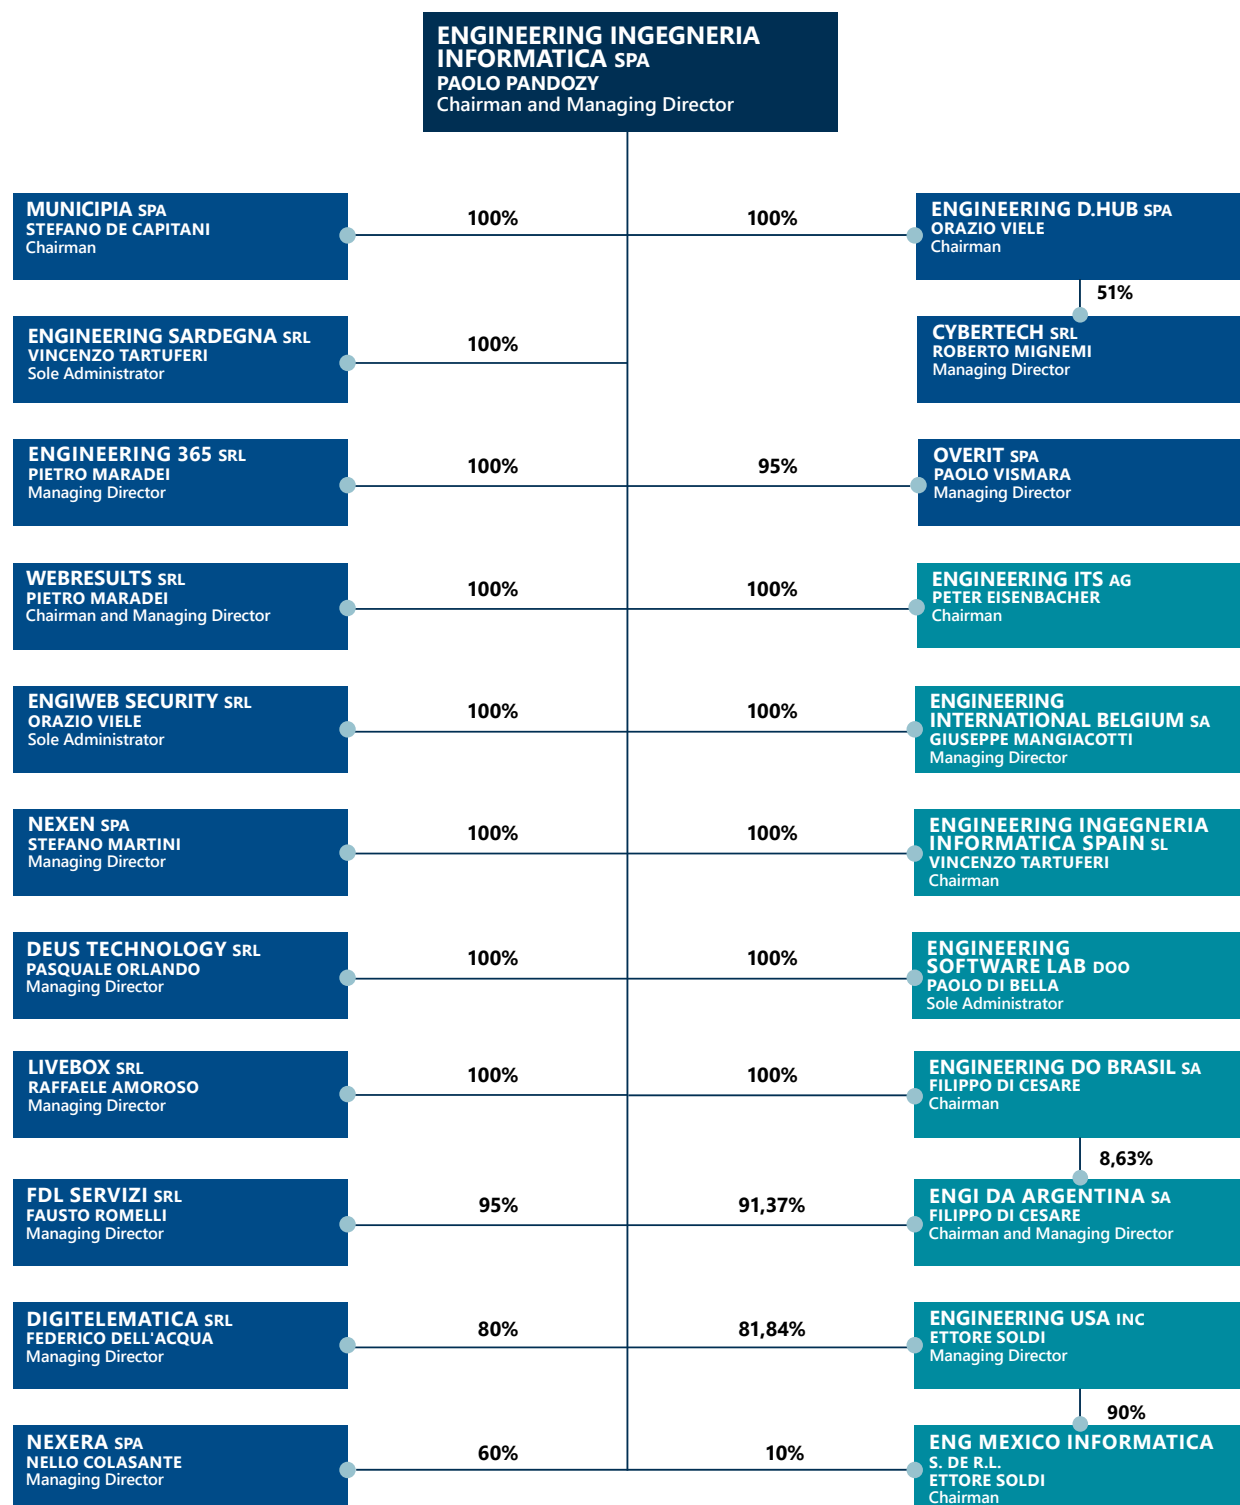 ENGINEERING INGEGNERIA
INFORMATICA SPA
PAOLO PANDOZY
Chairman and Managing Director
MUNICIPIA SPA
STEFANO DE CAPITANI
Chairman
100%
100%
ENGINEERING D.HUB SPA
ORAZIO VIELE
Chairman
51%
ENGINEERING SARDEGNA SRL
VINCENZO TARTUFERI
Sole Administrator
100%
CYBERTECH SRL
ROBERTO MIGNEMI
Managing Director
ENGINEERING 365 SRL
PIETRO MARADEI
Managing Director
100%
95%
OVERIT SPA
PAOLO VISMARA
Managing Director
WEBRESULTS SRL
PIETRO MARADEI
Chairman and Managing Director
100%
100%
ENGINEERING ITS AG
PETER EISENBACHER
Chairman
ENGIWEB SECURITY SRL
ORAZIO VIELE
Sole Administrator
100%
100%
ENGINEERING
INTERNATIONAL BELGIUM SA
GIUSEPPE MANGIACOTTI
Managing Director
NEXEN SPA
STEFANO MARTINI
Managing Director
100%
100%
ENGINEERING INGEGNERIA
INFORMATICA SPAIN SL
VINCENZO TARTUFERI
Chairman
DEUS TECHNOLOGY SRL
PASQUALE ORLANDO
Managing Director
100%
100%
ENGINEERING
SOFTWARE LAB DOO
PAOLO DI BELLA
Sole Administrator
LIVEBOX SRL
RAFFAELE AMOROSO
Managing Director
100%
100%
ENGINEERING DO BRASIL SA
FILIPPO DI CESARE
Chairman
8,63%
FDL SERVIZI SRL
FAUSTO ROMELLI
Managing Director
95%
91,37%
ENGI DA ARGENTINA SA
FILIPPO DI CESARE
Chairman and Managing Director
DIGITELEMATICA SRL
FEDERICO DELL'ACQUA
Managing Director
80%
81,84%
ENGINEERING USA INC
ETTORE SOLDI
Managing Director
90%
NEXERA SPA
NELLO COLASANTE
Managing Director
60%
10%
ENG MEXICO INFORMATICA
S. DE R.L.
ETTORE SOLDI
Chairman